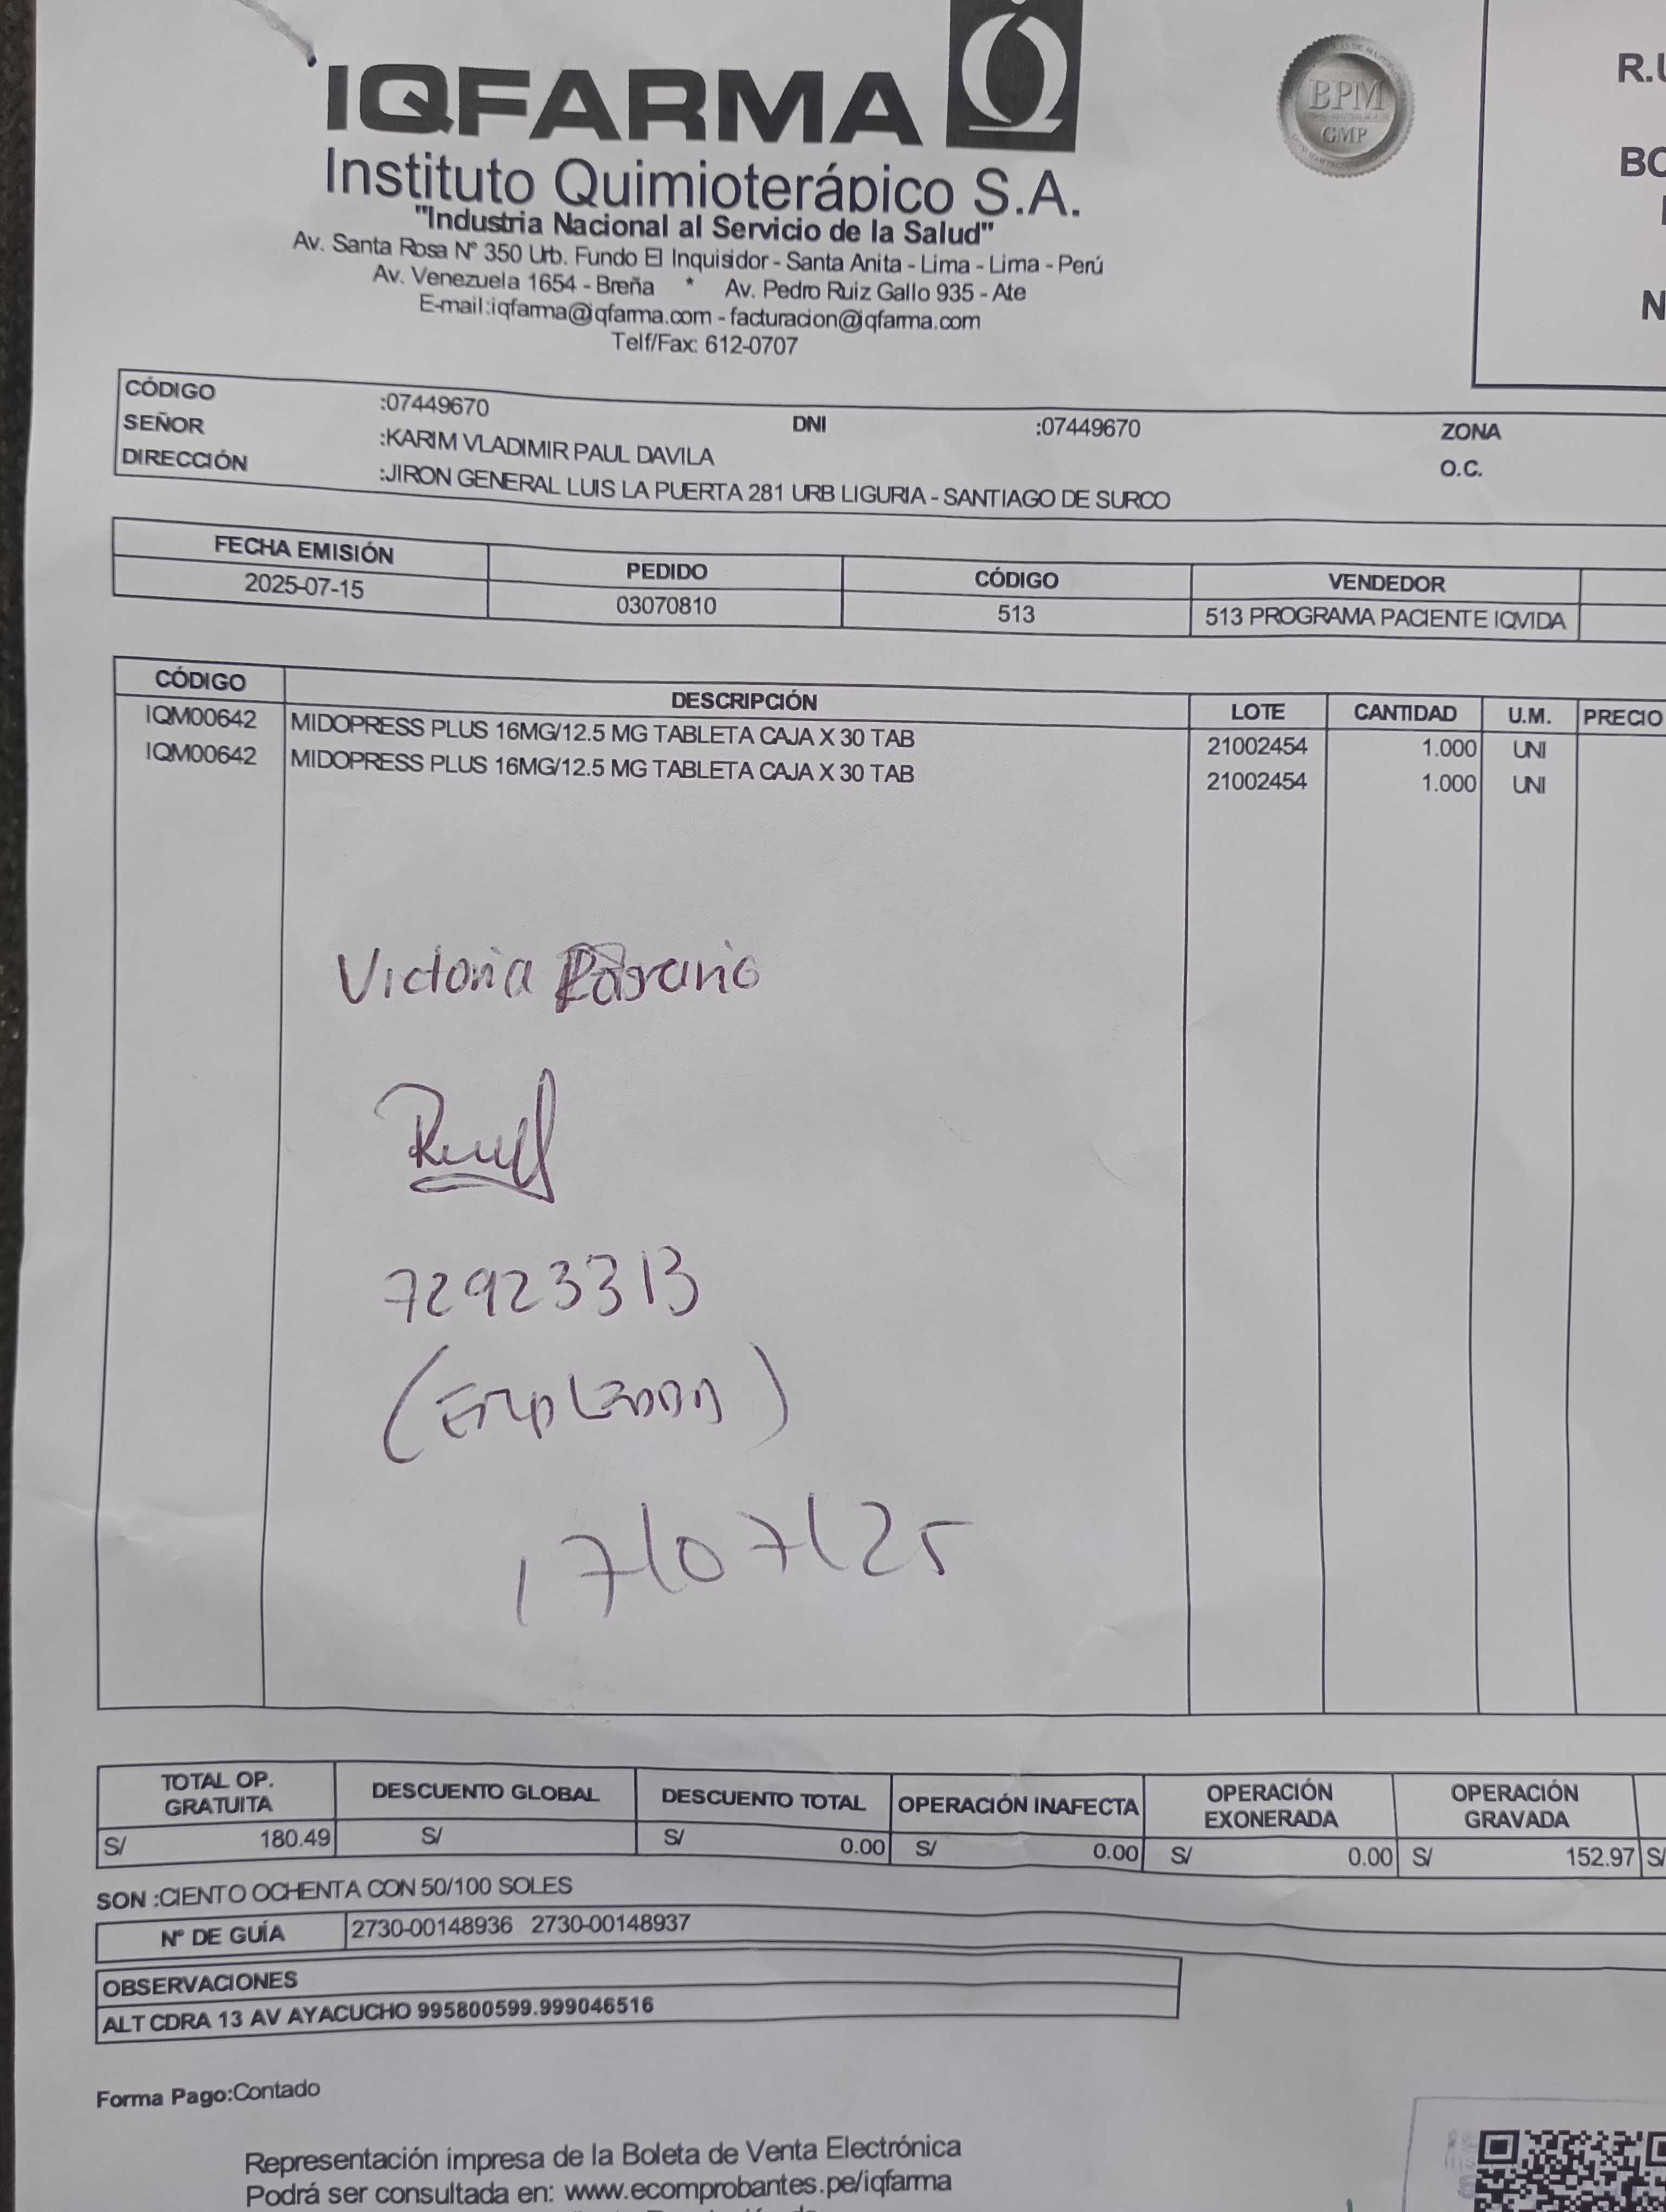 IQFARMA
BPM
GMP
Instituto Quimioterápico S.A.
"Industria Nacional al Servicio de la Salud"
Av. Santa Rosa N° 350 Urb. Fundo El Inquisidor - Santa Anita - Lima - Lima - Perú
Av. Venezuela 1654 - Breña * Av. Pedro Ruiz Gallo 935 - Ate
E-mail:iqfarma@iqfarma.com - facturacion@iqfarma.com
Telf/Fax: 612-0707
CÓDIGO :07449670 DNI :07449670 ZONA
SEÑOR :KARIM VLADIMIR PAUL DAVILA O.C.
DIRECCIÓN :JIRON GENERAL LUIS LA PUERTA 281 URB LIGURIA - SANTIAGO DE SURCO
FECHA EMISIÓN PEDIDO CÓDIGO VENDEDOR
2025-07-15 03070810 513 513 PROGRAMA PACIENTE IQVIDA
CÓDIGO DESCRIPCIÓN LOTE CANTIDAD U.M. PRECIO
IQM00642 MIDOPRESS PLUS 16MG/12.5 MG TABLETA CAJA X 30 TAB 21002454 1.000 UNI
IQM00642 MIDOPRESS PLUS 16MG/12.5 MG TABLETA CAJA X 30 TAB 21002454 1.000 UNI
Victoria Rosario
72923313
17/07/25
TOTAL OP. GRATUITA DESCUENTO GLOBAL DESCUENTO TOTAL OPERACIÓN INAFECTA OPERACIÓN EXONERADA OPERACIÓN GRAVADA
S/ 180.49 S/ S/ 0.00 S/ 0.00 S/ 0.00 S/ 152.97 S/
SON :CIENTO OCHENTA CON 50/100 SOLES
N° DE GUÍA 2730-00148936 2730-00148937
OBSERVACIONES
ALT CDRA 13 AV AYACUCHO 995800599.999046516
Forma Pago:Contado
Representación impresa de la Boleta de Venta Electrónica
Podrá ser consultada en: www.ecomprobantes.pe/iqfarma